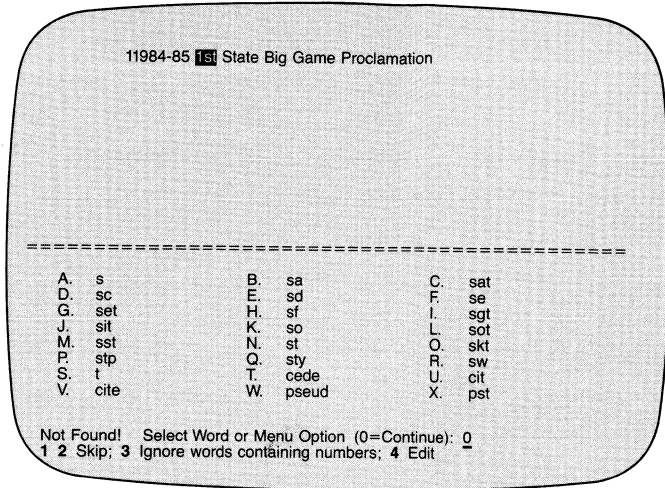 11984-85 1st State Big Game Proclamation
==================================================
A. s B. sa C. sat
D. sc E. sd F. se
G. set H. sf I. sgt
J. sit K. so L. sot
M. sst N. st O. skt
P. stp Q. sty R. sw
S. t T. cede U. cit
V. cite W. pseud X. pst
Not Found! Select Word or Menu Option (0=Continue): 0
1 2 Skip; 3 Ignore words containing numbers; 4 Edit